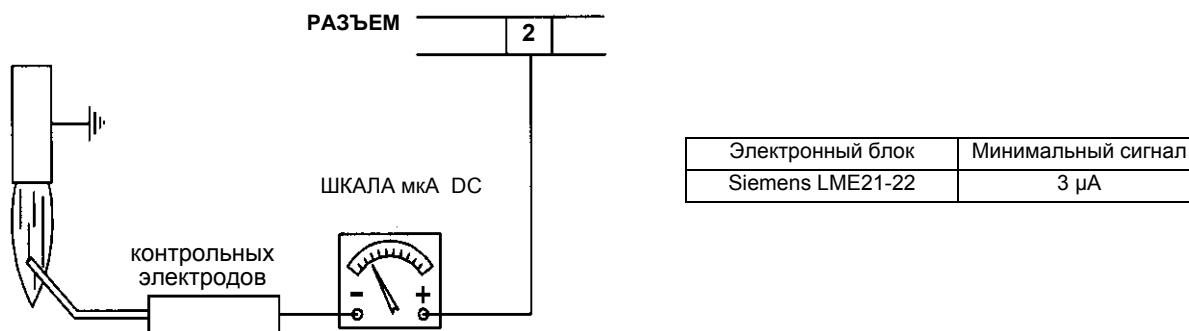 РАЗЪЕМ
2
ШКАЛА мкА DC
контрольных
электродов
- +
Электронный блок Минимальный сигнал
Siemens LME21-22 3 µA